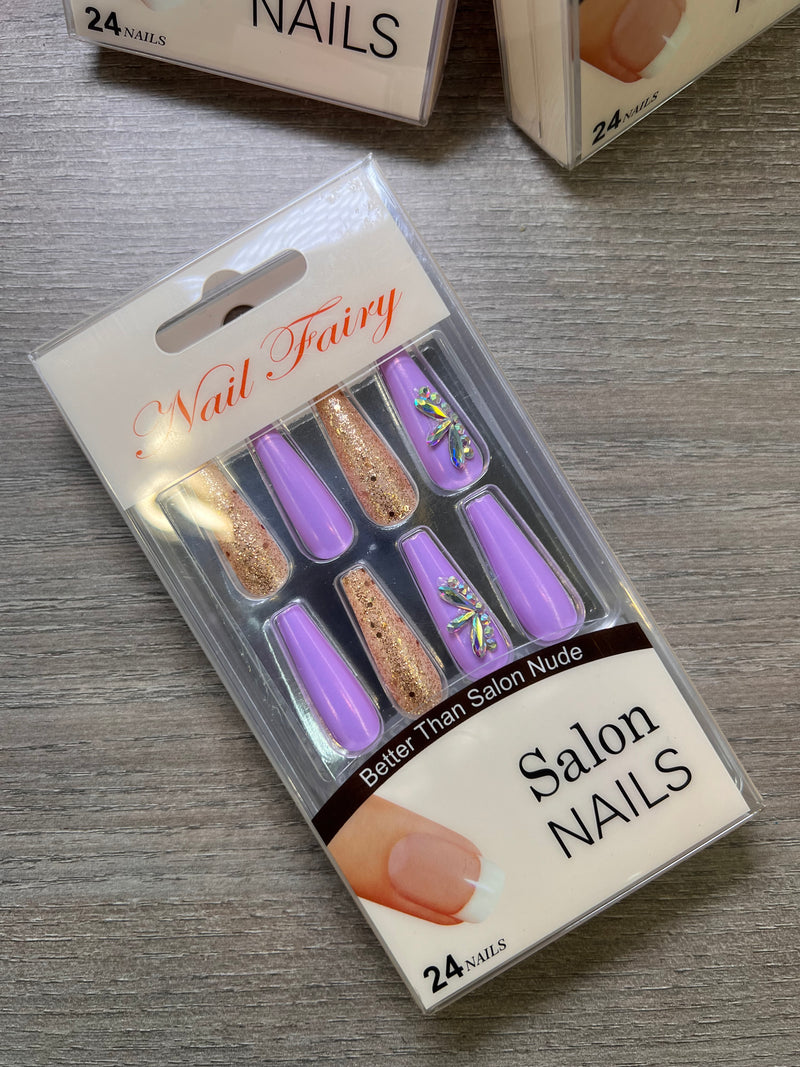 NAILS
24 NAILS
24 NAILS
Nail Fairy
Better Than Salon Nude
Salon
NAILS
24 NAILS